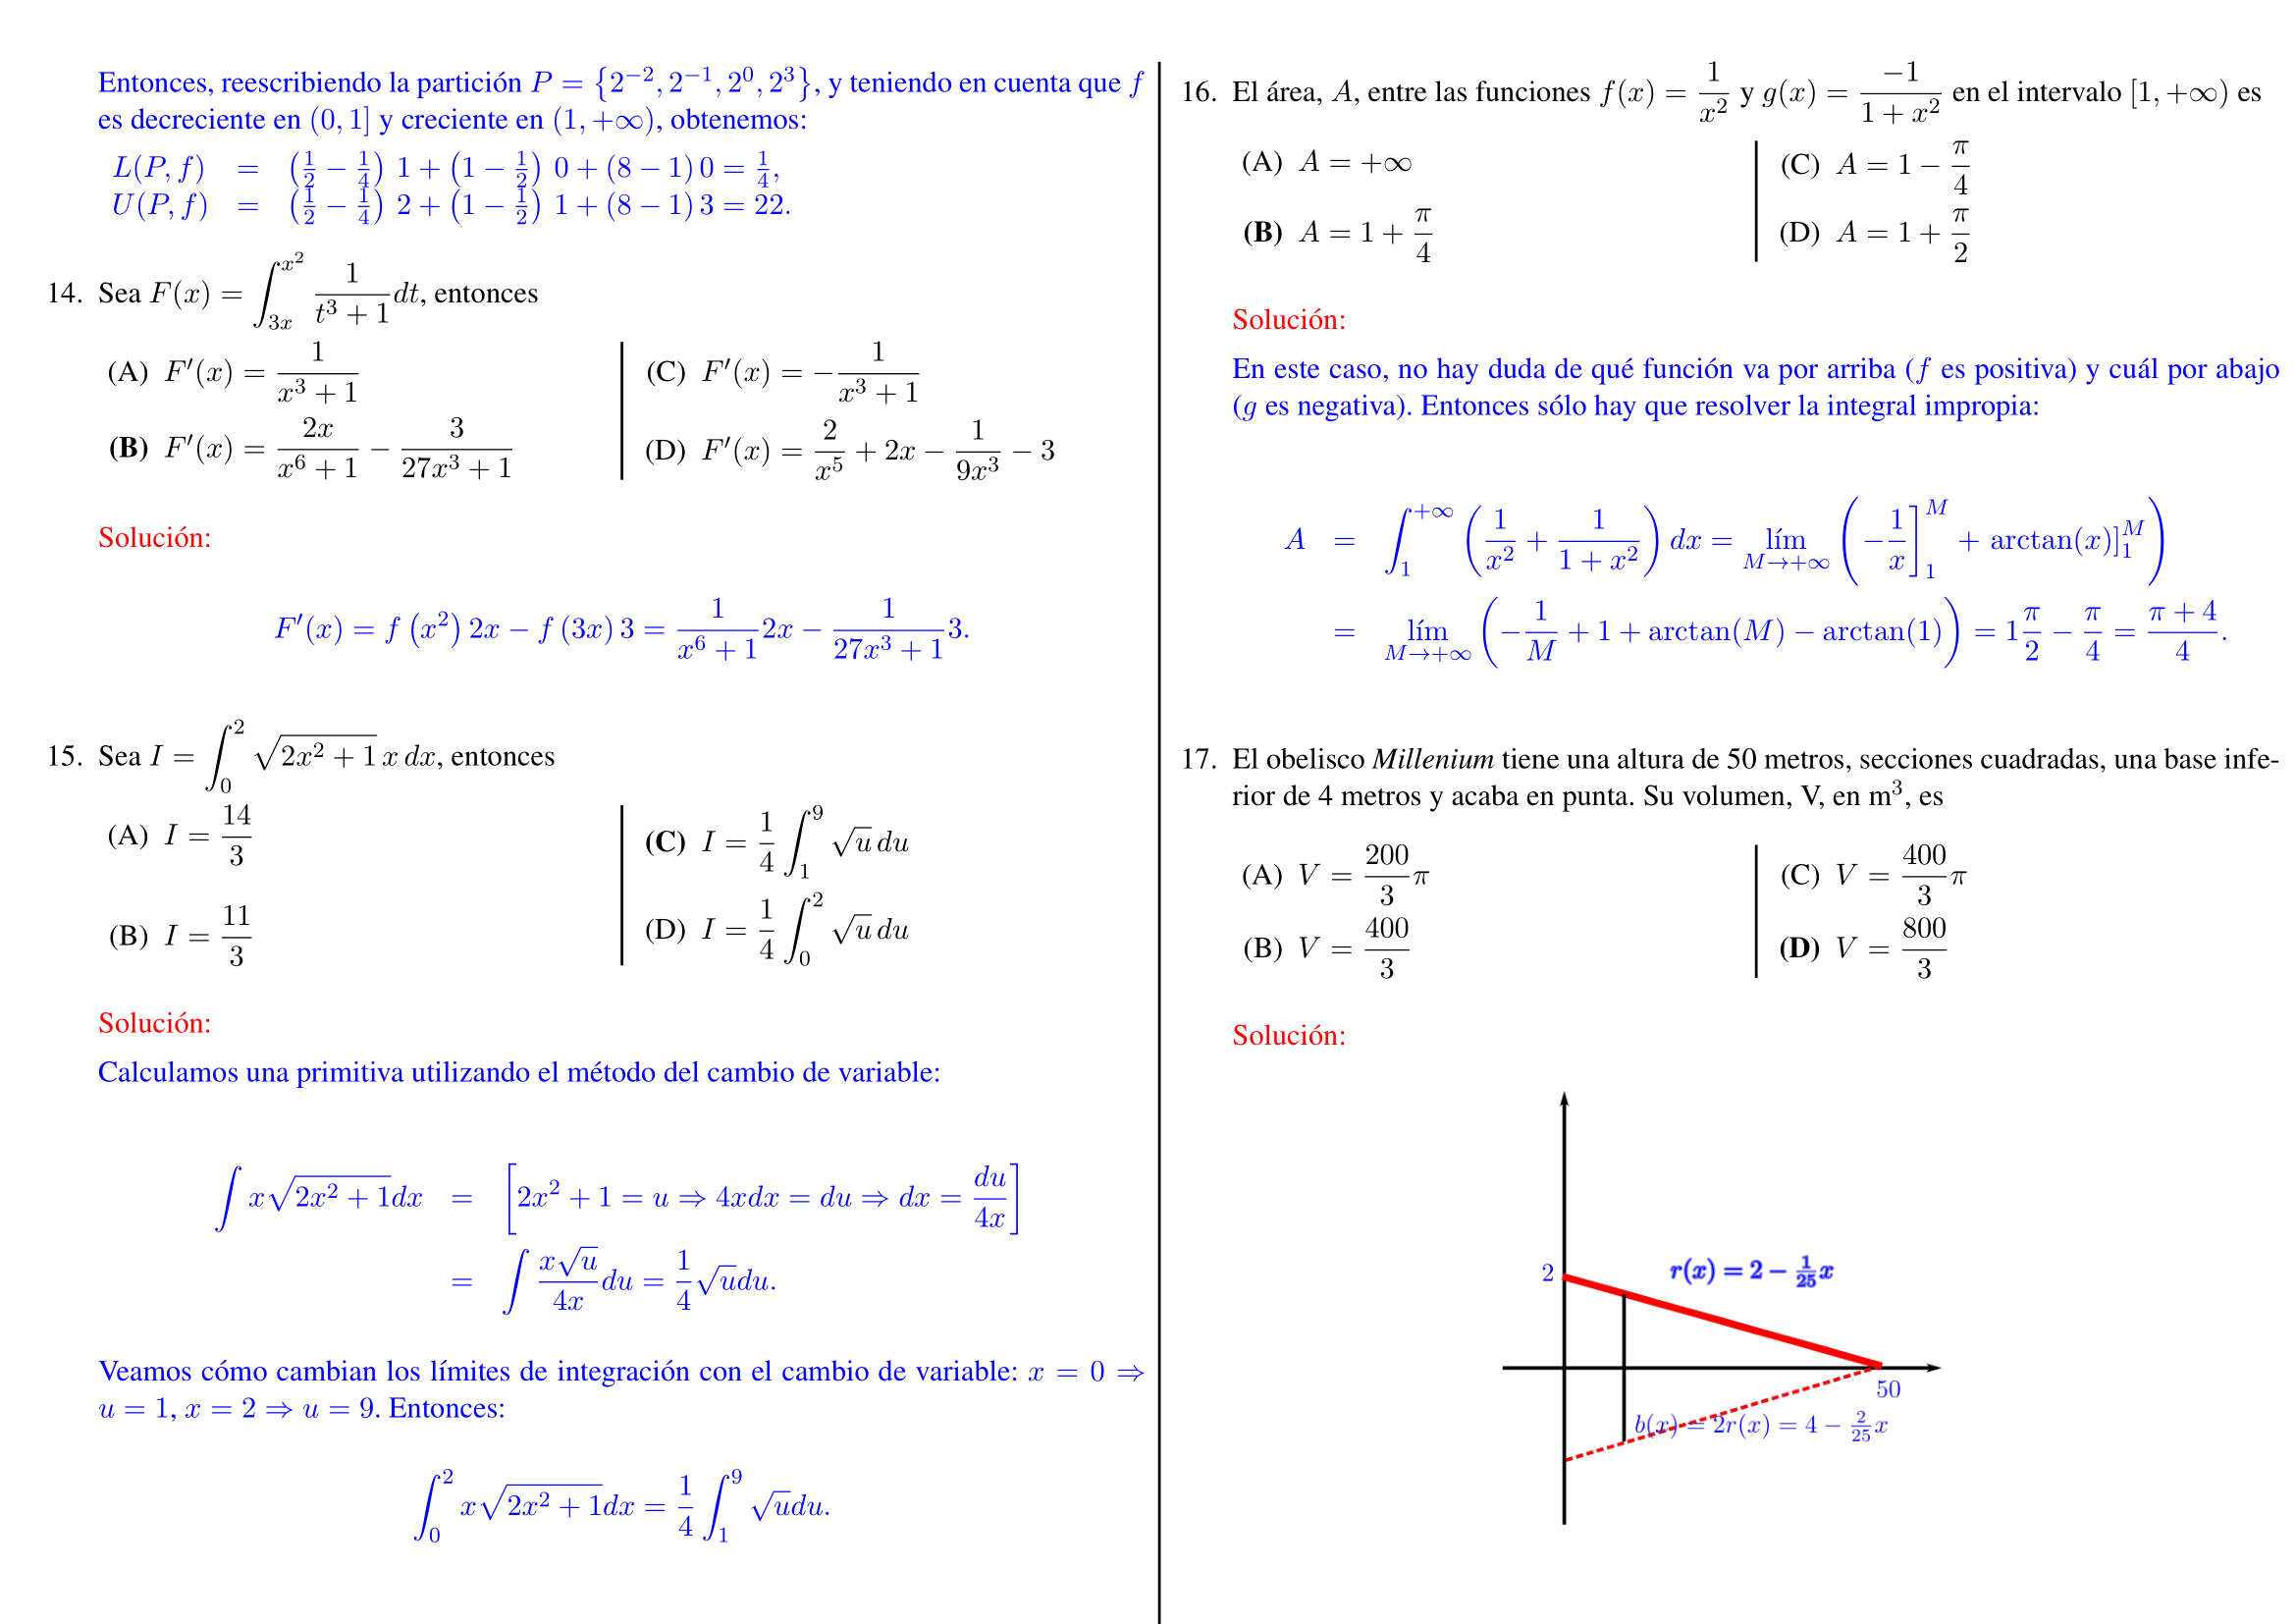 Entonces, reescribiendo la partición $P = \{2^{-2}, 2^{-1}, 2^0, 2^3\}$, y teniendo en cuenta que $f$
es decreciente en $(0, 1]$ y creciente en $(1, +\infty)$, obtenemos:
$L(P, f) = \left(\frac{1}{2} - \frac{1}{4}\right) 1 + \left(1 - \frac{1}{2}\right) 0 + (8 - 1) 0 = \frac{1}{4},$
$U(P, f) = \left(\frac{1}{2} - \frac{1}{4}\right) 2 + \left(1 - \frac{1}{2}\right) 1 + (8 - 1) 3 = 22.$
14. Sea $F(x) = \int_{3x}^{x^2} \frac{1}{t^3 + 1} dt$, entonces
(A) $F'(x) = \frac{1}{x^3 + 1}$
(B) $F'(x) = \frac{2x}{x^6 + 1} - \frac{3}{27x^3 + 1}$
(C) $F'(x) = -\frac{1}{x^3 + 1}$
(D) $F'(x) = \frac{2}{x^5} + 2x - \frac{1}{9x^3} - 3$
Solución:
$F'(x) = f(x^2) 2x - f(3x) 3 = \frac{1}{x^6 + 1} 2x - \frac{1}{27x^3 + 1} 3.$
15. Sea $I = \int_0^2 \sqrt{2x^2 + 1}\, x\, dx$, entonces
(A) $I = \frac{14}{3}$
(B) $I = \frac{11}{3}$
(C) $I = \frac{1}{4} \int_1^9 \sqrt{u}\, du$
(D) $I = \frac{1}{4} \int_0^2 \sqrt{u}\, du$
Solución:
Calculamos una primitiva utilizando el método del cambio de variable:
$\int x\sqrt{2x^2 + 1} dx = \left[2x^2 + 1 = u \Rightarrow 4xdx = du \Rightarrow dx = \frac{du}{4x}\right]$
$= \int \frac{x\sqrt{u}}{4x} du = \frac{1}{4}\sqrt{u} du.$
Veamos cómo cambian los límites de integración con el cambio de variable: $x = 0 \Rightarrow$
$u = 1$, $x = 2 \Rightarrow u = 9$. Entonces:
$\int_0^2 x\sqrt{2x^2 + 1} dx = \frac{1}{4} \int_1^9 \sqrt{u} du.$
16. El área, $A$, entre las funciones $f(x) = \frac{1}{x^2}$ y $g(x) = \frac{-1}{1 + x^2}$ en el intervalo $[1, +\infty)$ es
(A) $A = +\infty$
(B) $A = 1 + \frac{\pi}{4}$
(C) $A = 1 - \frac{\pi}{4}$
(D) $A = 1 + \frac{\pi}{2}$
Solución:
En este caso, no hay duda de qué función va por arriba ($f$ es positiva) y cuál por abajo
($g$ es negativa). Entonces sólo hay que resolver la integral impropia:
$A = \int_1^{+\infty} \left(\frac{1}{x^2} + \frac{1}{1 + x^2}\right) dx = \lim_{M \to +\infty} \left(\left. -\frac{1}{x} \right]_1^M + \left. \arctan(x) \right]_1^M\right)$
$= \lim_{M \to +\infty} \left(-\frac{1}{M} + 1 + \arctan(M) - \arctan(1)\right) = 1\frac{\pi}{2} - \frac{\pi}{4} = \frac{\pi + 4}{4}.$
17. El obelisco Millenium tiene una altura de 50 metros, secciones cuadradas, una base infe-
rior de 4 metros y acaba en punta. Su volumen, V, en m$^3$, es
(A) $V = \frac{200}{3}\pi$
(B) $V = \frac{400}{3}$
(C) $V = \frac{400}{3}\pi$
(D) $V = \frac{800}{3}$
Solución:
$r(x) = 2 - \frac{1}{25}x$
2
50
$b(x) = 2r(x) = 4 - \frac{2}{25}x$